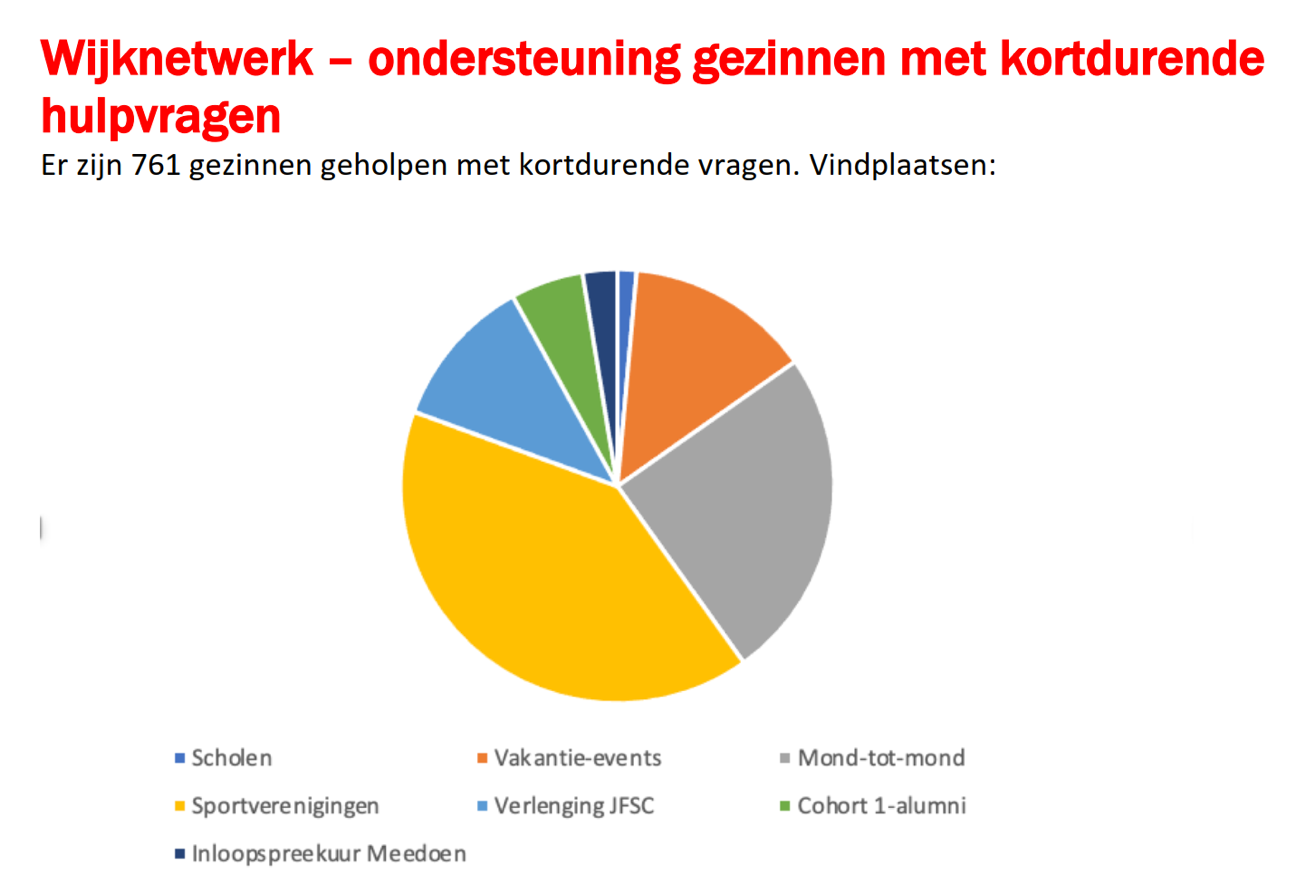 Wijknetwerk – ondersteuning gezinnen met kortdurende
hulpvragen
Er zijn 761 gezinnen geholpen met kortdurende vragen. Vindplaatsen:
Scholen
Vakantie-events
Mond-tot-mond
Sportverenigingen
Verlenging JFSC
Cohort 1-alumni
Inloopspreekuur Meedoen